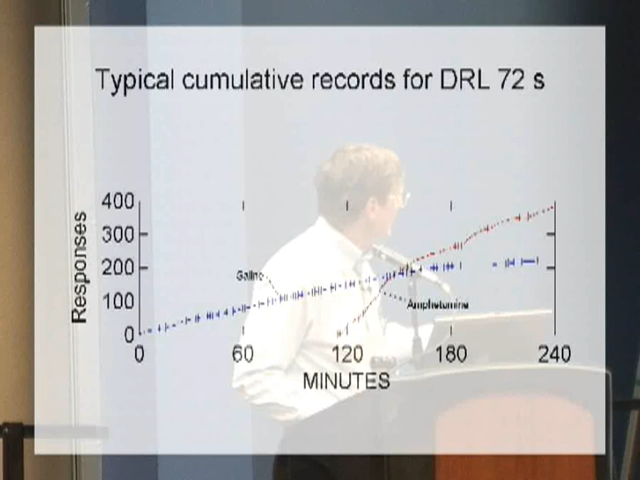 Typical cumulative records for DRL 72 s
Responses
400
300
200
100
0
Saline
Amphetamine
0 60 120 180 240
MINUTES